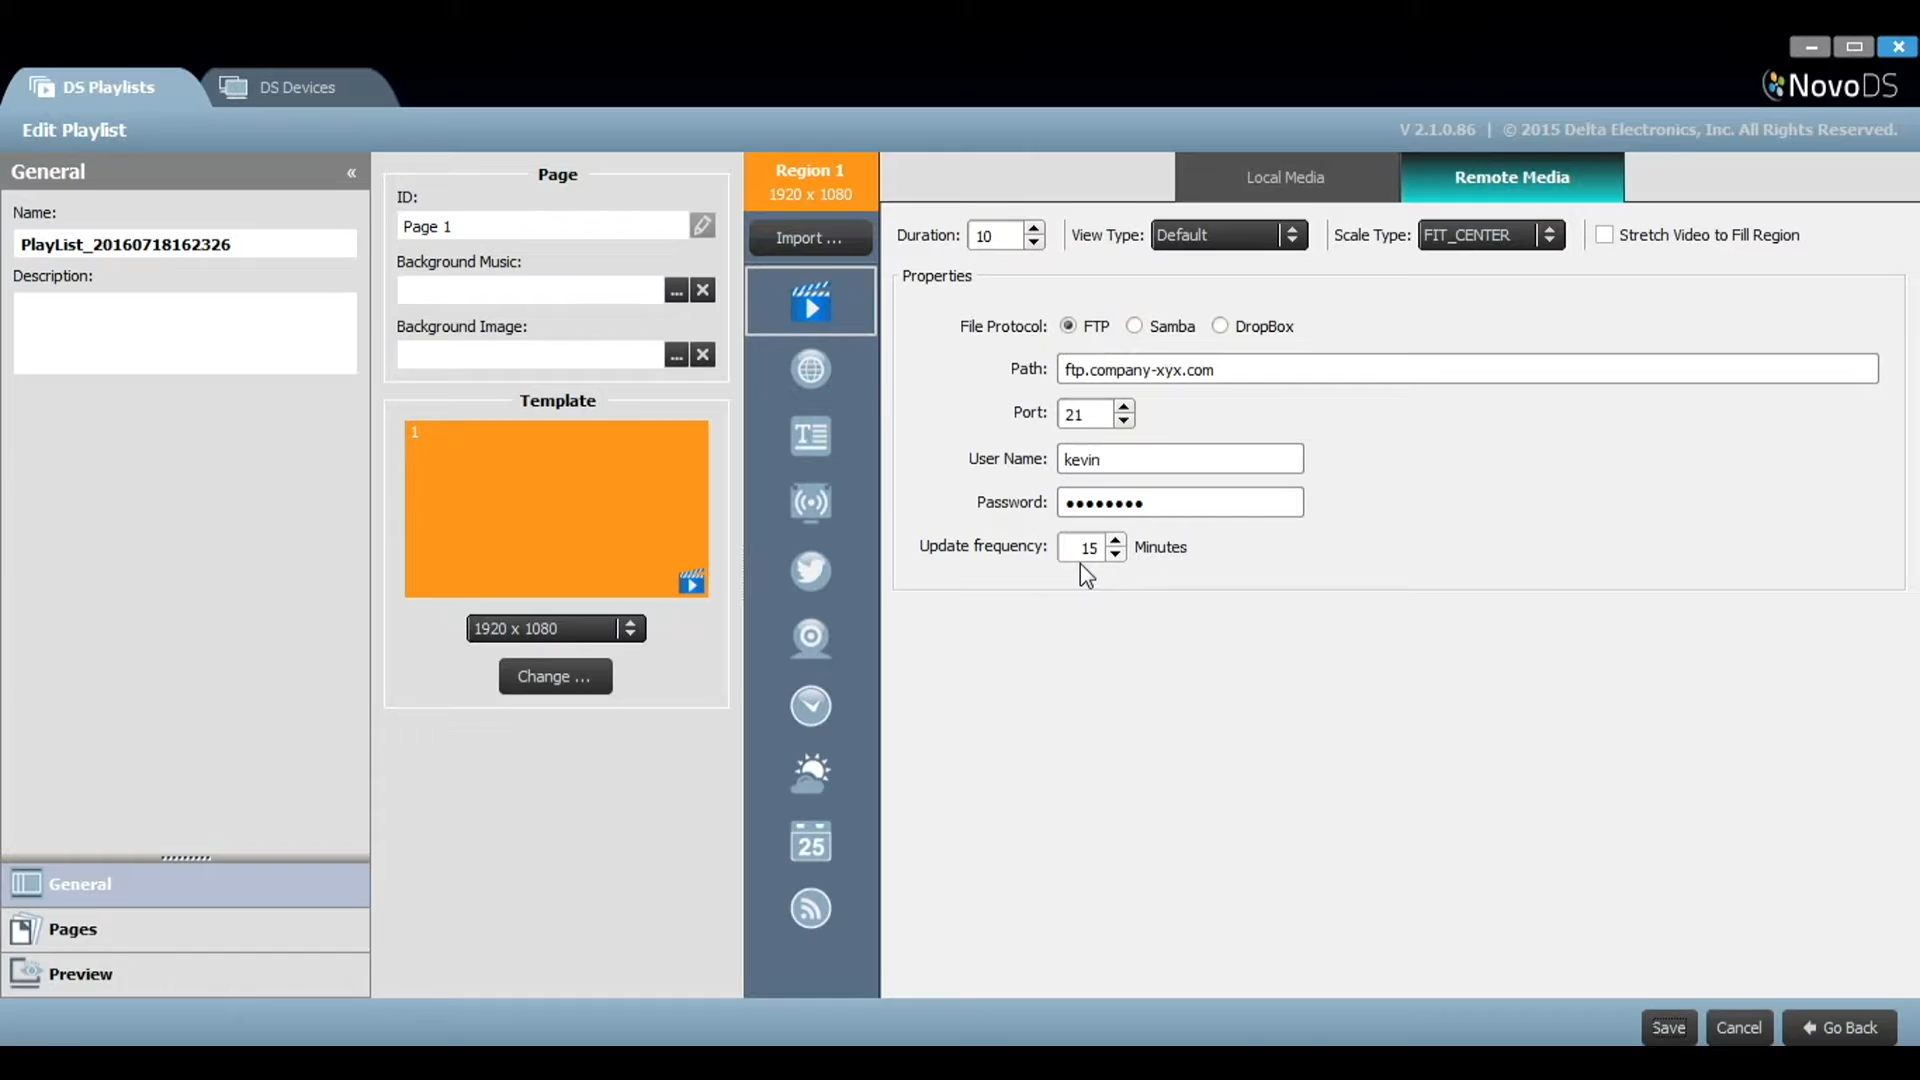 DS Playlists
DS Devices
NovoDS
Edit Playlist
V 2.1.0.86 | © 2015 Delta Electronics, Inc. All Rights Reserved.
General «
Name:
PlayList_20160718162326
Description:
General
Pages
Preview
Page
ID:
Page 1
Background Music:
... X
Background Image:
... X
Template
1
1920 x 1080
Change ...
Region 1
1920 x 1080
Import ...
T
25
Local Media
Remote Media
Duration: 10 View Type: Default Scale Type: FIT_CENTER Stretch Video to Fill Region
Properties
File Protocol: FTP Samba DropBox
Path: ftp.company-xyx.com
Port: 21
User Name: kevin
Password: ••••••••
Update frequency: 15 Minutes
Save Cancel Go Back